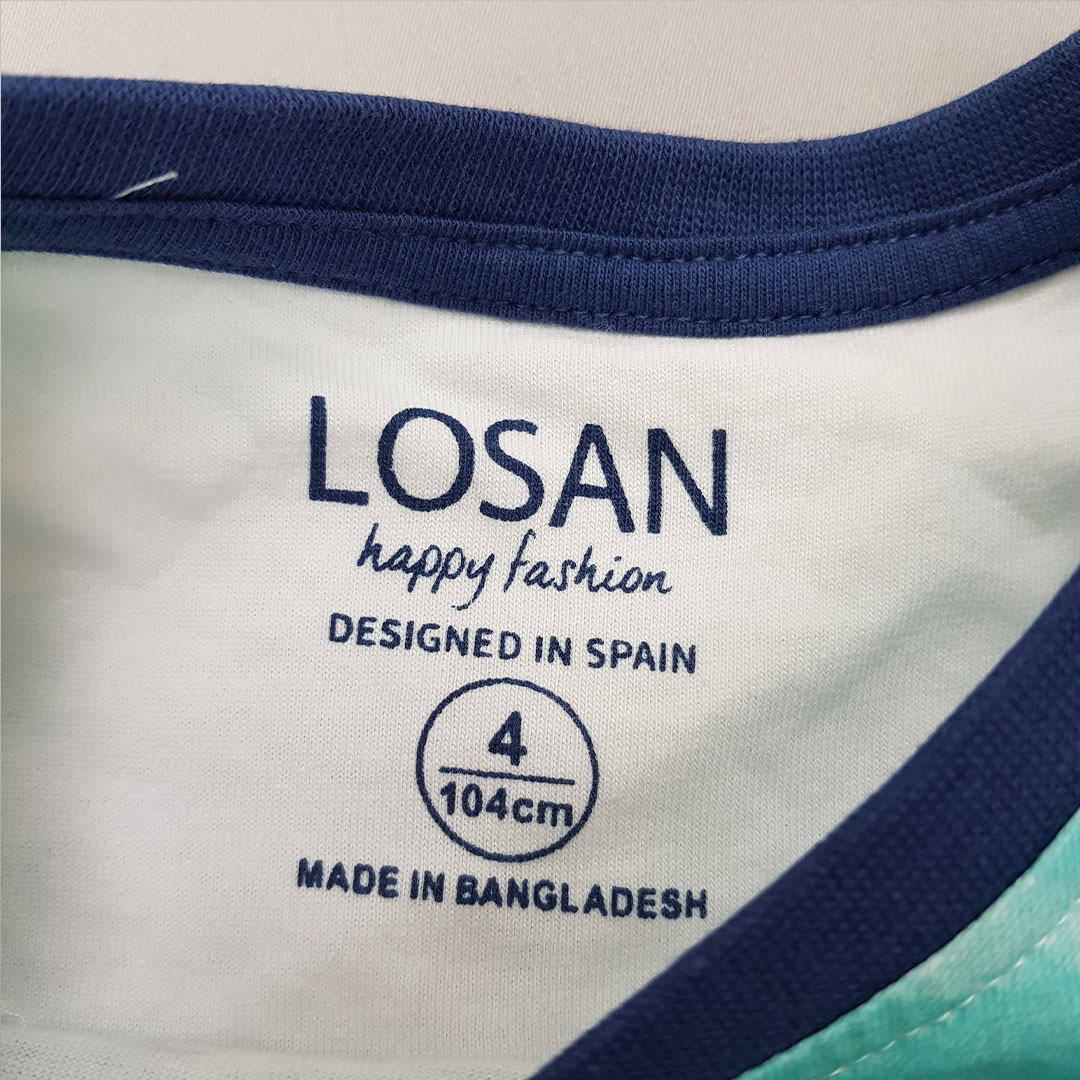 LOSAN
happy fashion
DESIGNED IN SPAIN
4
104cm
MADE IN BANGLADESH